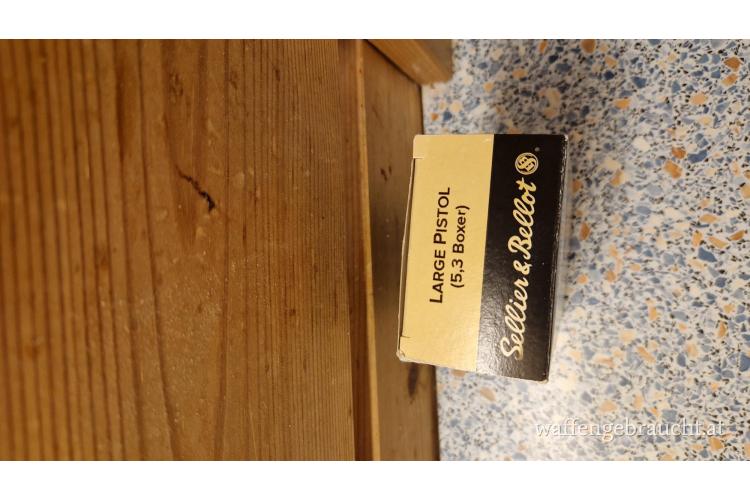 LARGE PISTOL
(5,3 Boxer)
Sellier & Bellot ®
waffengebraucht.at